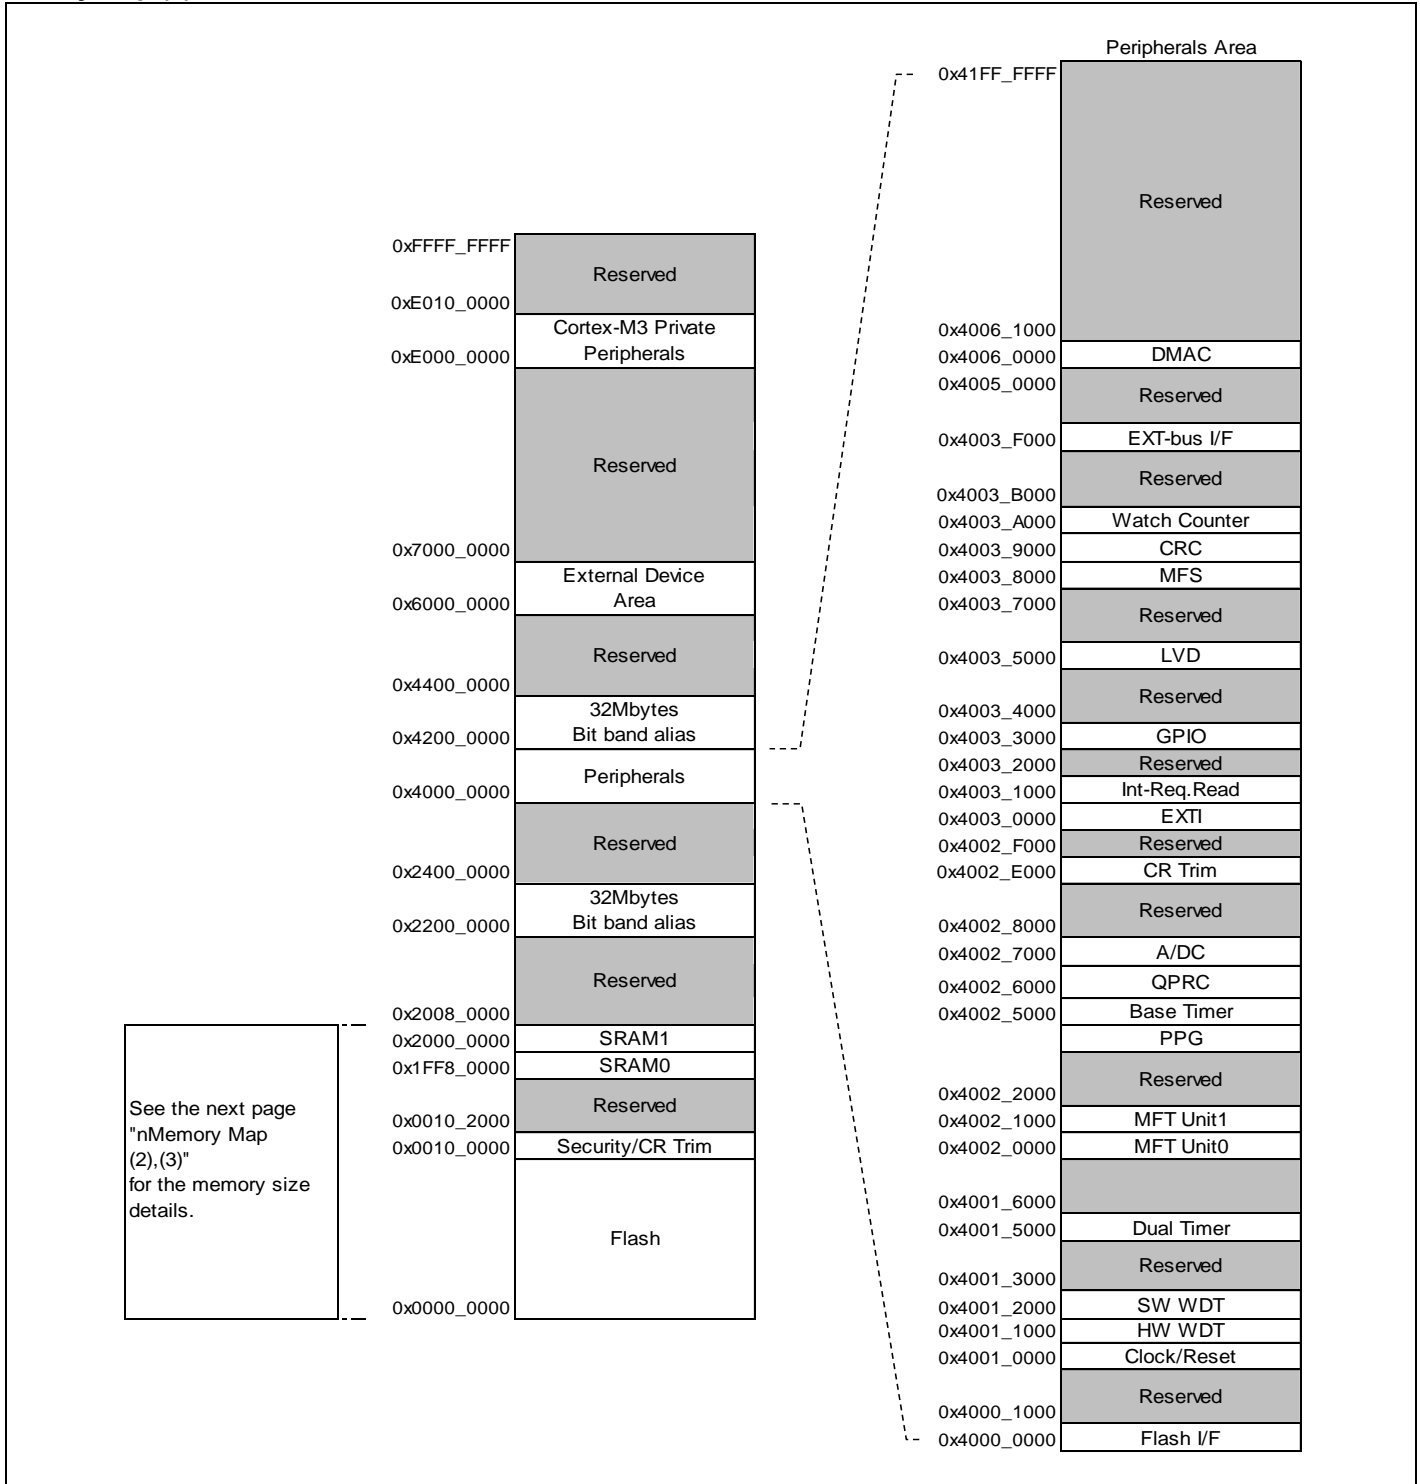 Peripherals Area
0x41FF_FFFF
Reserved
0x4006_1000
0x4006_0000 DMAC
0x4005_0000
Reserved
0x4003_F000 EXT-bus I/F
Reserved
0x4003_B000
0x4003_A000 Watch Counter
0x4003_9000 CRC
0x4003_8000 MFS
0x4003_7000
Reserved
0x4003_5000 LVD
Reserved
0x4003_4000
0x4003_3000 GPIO
0x4003_2000 Reserved
0x4003_1000 Int-Req.Read
0x4003_0000 EXTI
0x4002_F000 Reserved
0x4002_E000 CR Trim
Reserved
0x4002_8000
0x4002_7000 A/DC
0x4002_6000 QPRC
0x4002_5000 Base Timer
PPG
Reserved
0x4002_2000
0x4002_1000 MFT Unit1
0x4002_0000 MFT Unit0
0x4001_6000
0x4001_5000 Dual Timer
Reserved
0x4001_3000
0x4001_2000 SW WDT
0x4001_1000 HW WDT
0x4001_0000 Clock/Reset
Reserved
0x4000_1000
0x4000_0000 Flash I/F
0xFFFF_FFFF
Reserved
0xE010_0000
Cortex-M3 Private
0xE000_0000 Peripherals
Reserved
0x7000_0000
External Device
0x6000_0000 Area
Reserved
0x4400_0000
32Mbytes
0x4200_0000 Bit band alias
Peripherals
0x4000_0000
Reserved
0x2400_0000
32Mbytes
0x2200_0000 Bit band alias
Reserved
0x2008_0000
0x2000_0000 SRAM1
0x1FF8_0000 SRAM0
Reserved
0x0010_2000
0x0010_0000 Security/CR Trim
Flash
0x0000_0000
See the next page
"nMemory Map
(2),(3)"
for the memory size
details.